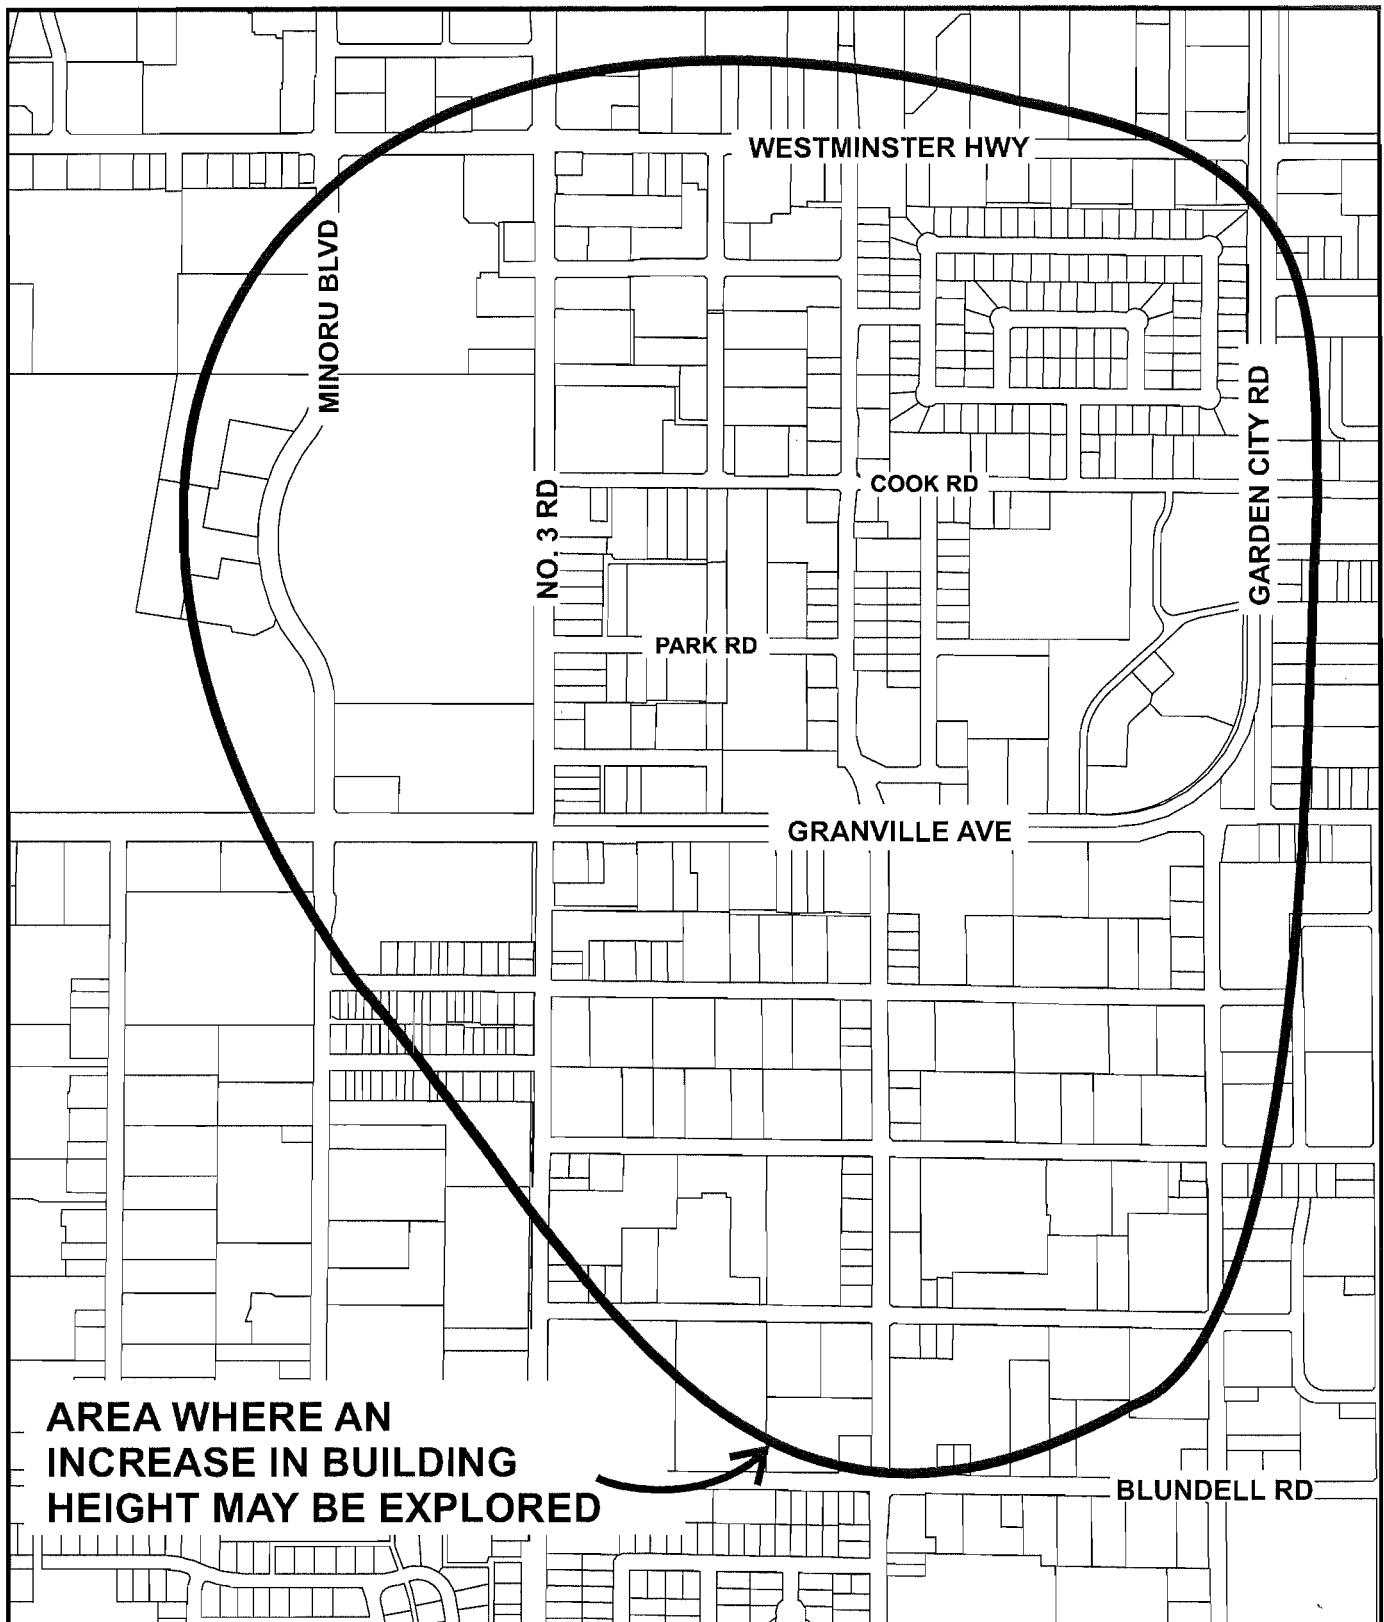 WESTMINSTER HWY
MINORU BLVD
GARDEN CITY RD
COOK RD
NO. 3 RD
PARK RD
GRANVILLE AVE
AREA WHERE AN
INCREASE IN BUILDING
HEIGHT MAY BE EXPLORED
BLUNDELL RD